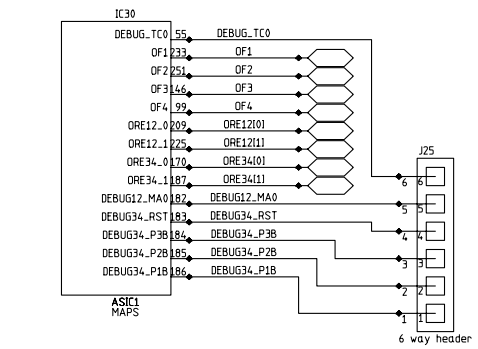 IC30
DEBUG_TC0 55 DEBUG_TC0
OF1 233 OF1
OF2 251 OF2
OF3 146 OF3
OF4 99 OF4
ORE12_0 209 ORE12[0]
ORE12_1 225 ORE12[1]
J25
ORE34_0 170 ORE34[0]
ORE34_1 187 ORE34[1]
6 6
DEBUG12_MA0 182 DEBUG12_MA0
5 5
DEBUG34_RST 183 DEBUG34_RST
4 4
DEBUG34_P3B 184 DEBUG34_P3B
DEBUG34_P2B 185 DEBUG34_P2B
3 3
DEBUG34_P1B 186 DEBUG34_P1B
2 2
ASIC1
MAPS
1 1
6 way header